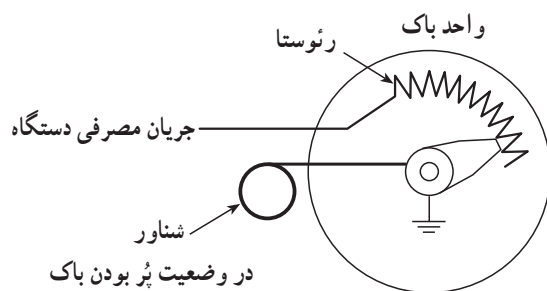 واحد باک
رئوستا
جریان مصرفی دستگاه
شناور
در وضعیت پُر بودن باک